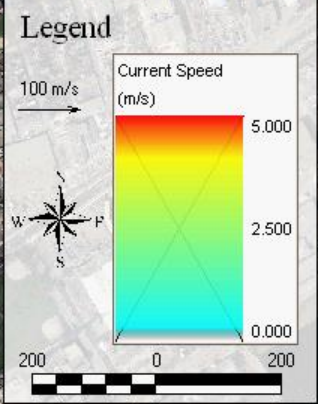 Legend
100 m/s
Current Speed
(m/s)
5.000
2.500
0.000
N
W E
S
200 0 200